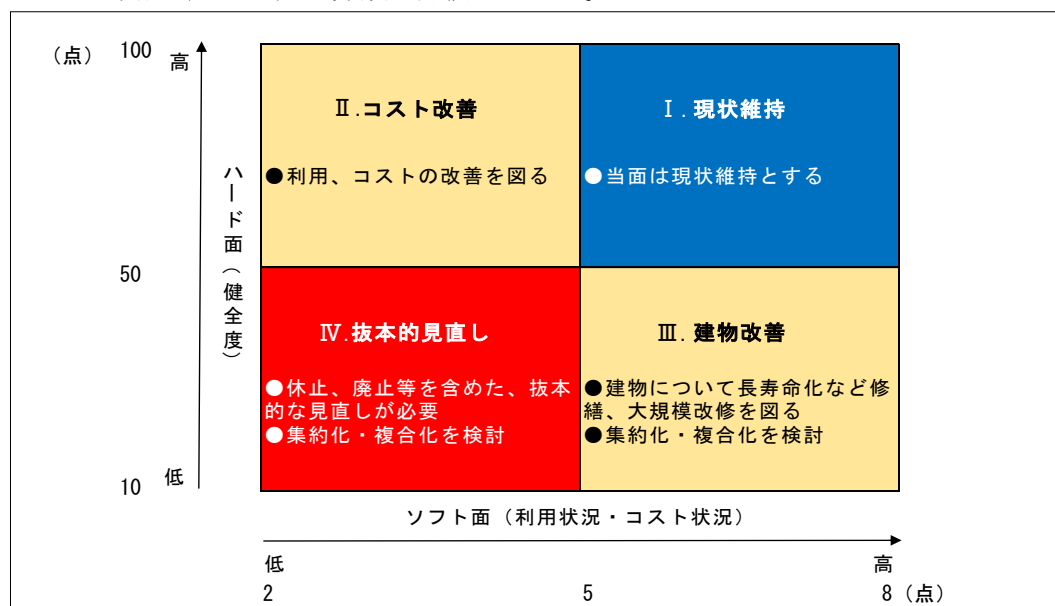 (点)
100
高
Ⅱ.コスト改善
●利用、コストの改善を図る
Ⅰ. 現状維持
●当面は現状維持とする
ハード面(健全度)
50
Ⅳ.抜本的見直し
●休止、廃止等を含めた、抜本
的な見直しが必要
●集約化・複合化を検討
Ⅲ. 建物改善
●建物について長寿命化など修
繕、大規模改修を図る
●集約化・複合化を検討
低
10
ソフト面(利用状況・コスト状況)
低
高
2
5
8 (点)